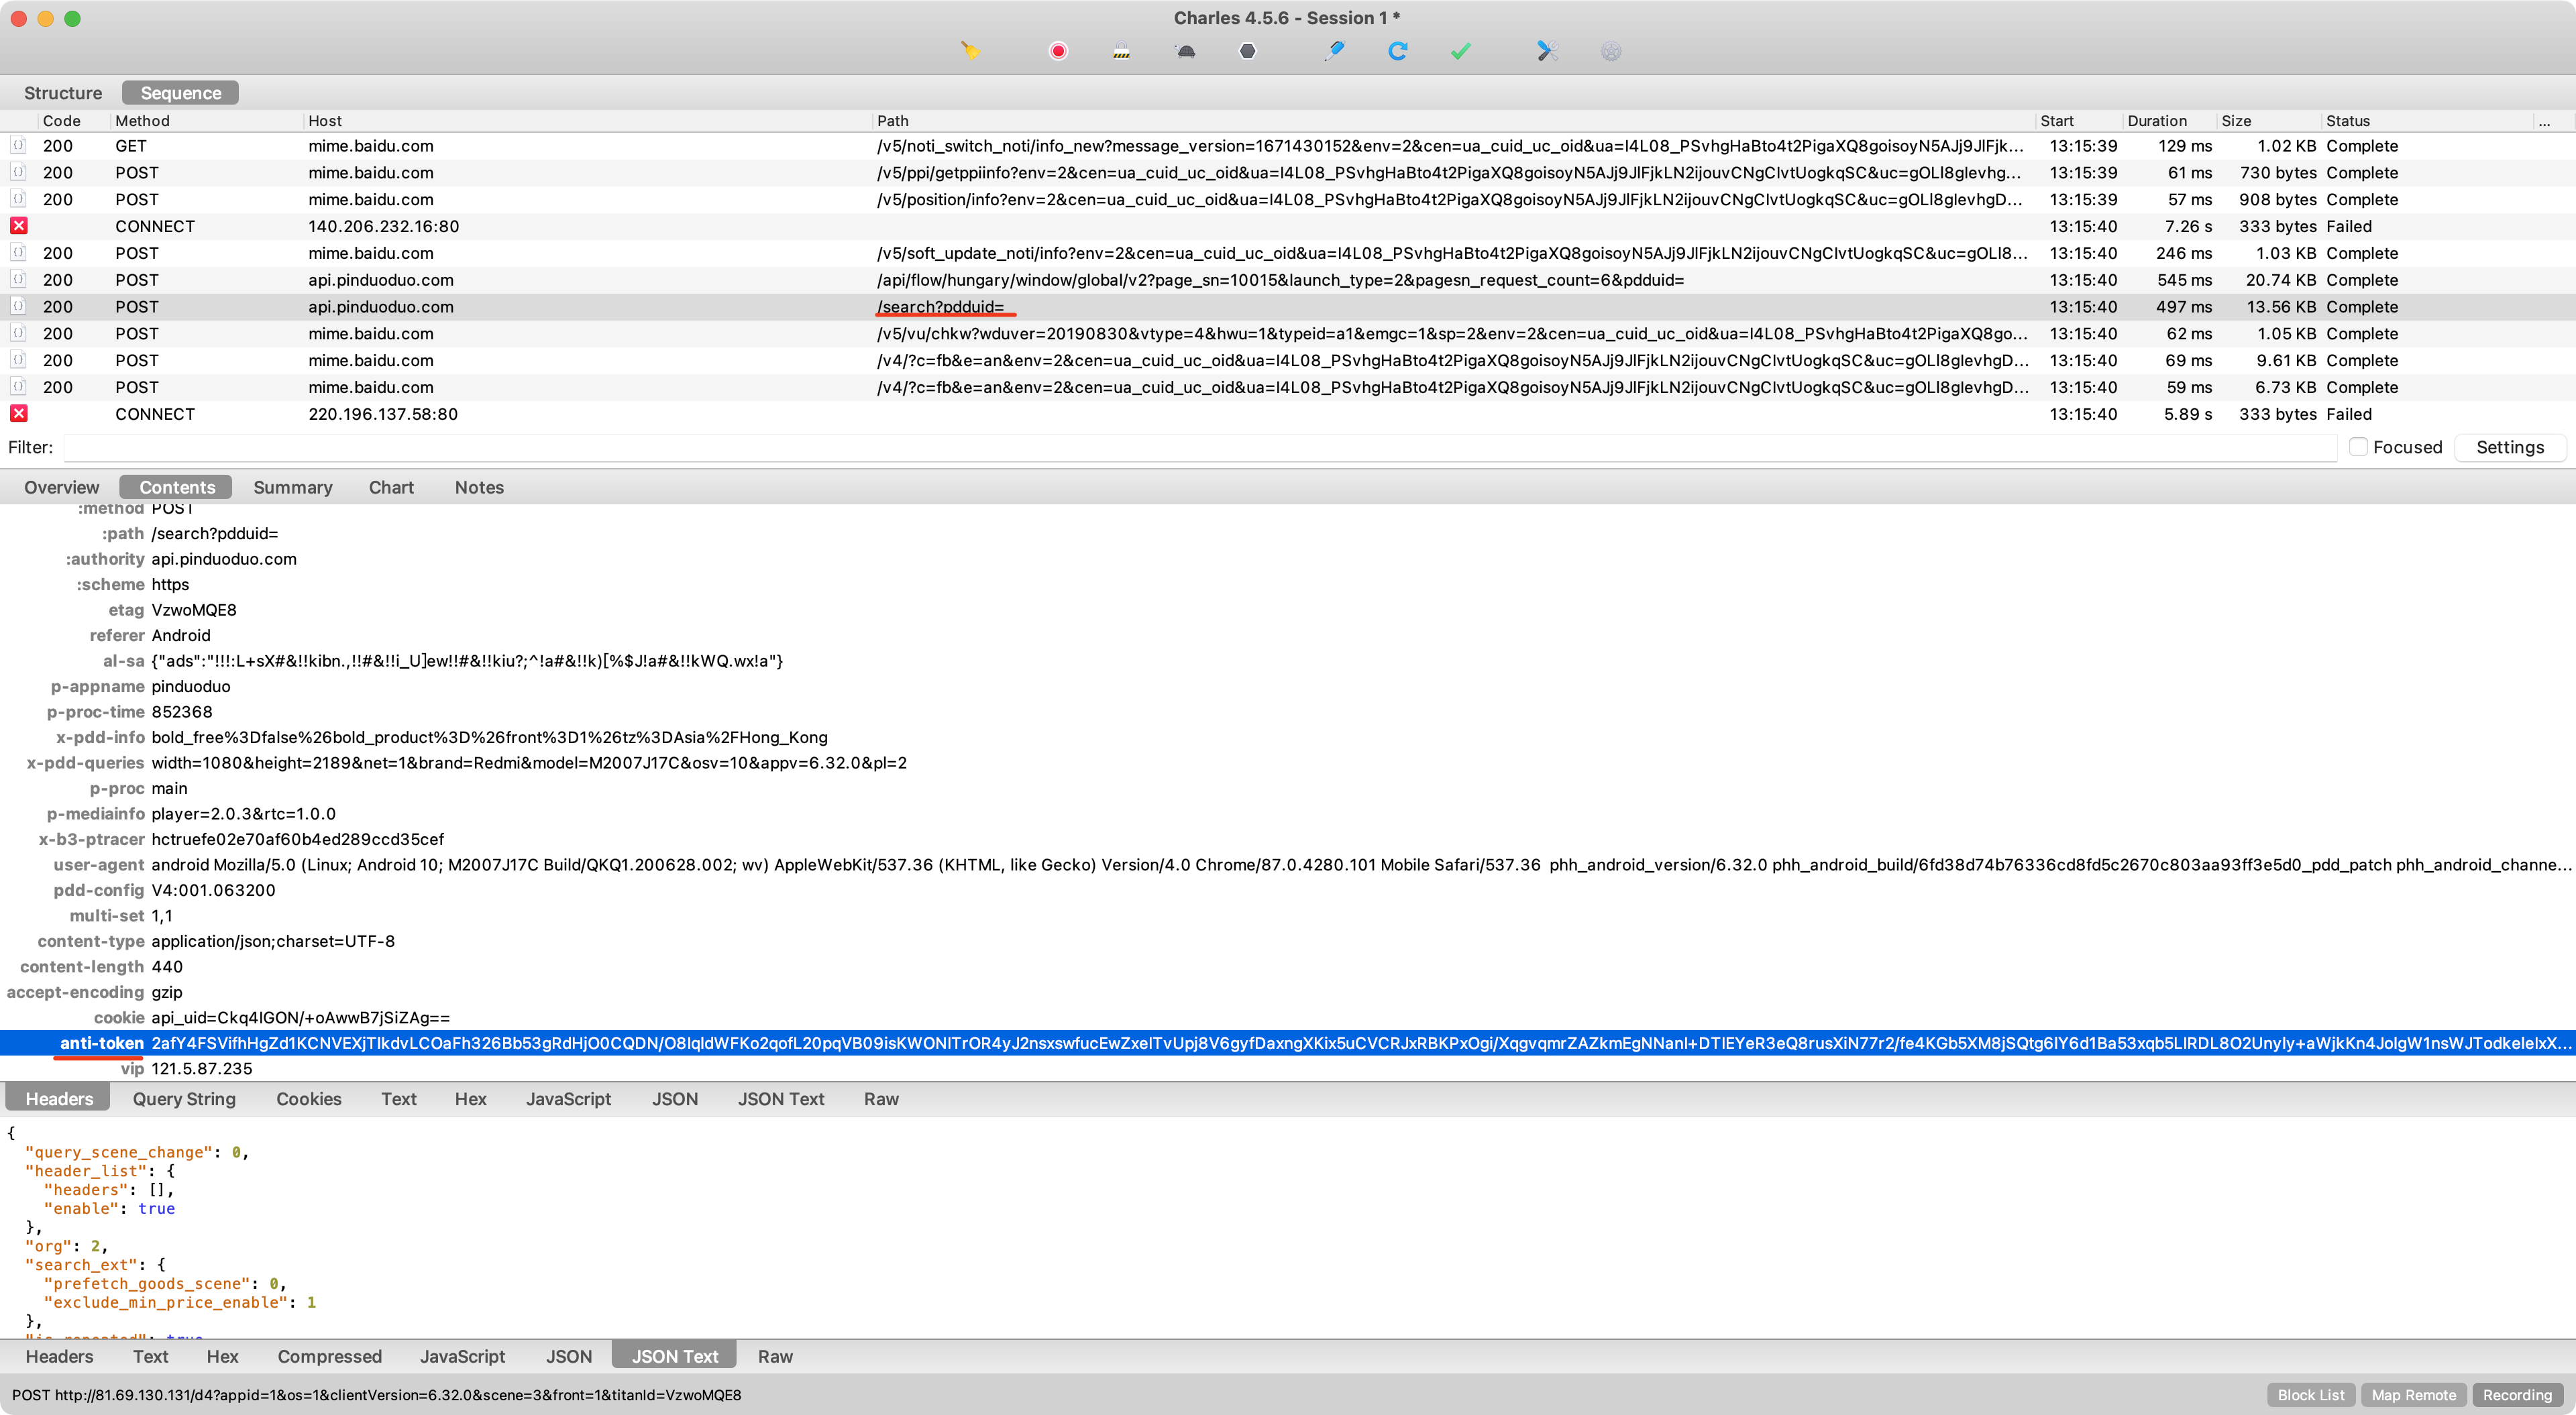 Charles 4.5.6 - Session 1 *
Structure Sequence
Code Method Host Path Start Duration Size Status ...
200 GET mime.baidu.com /v5/noti_switch_noti/info_new?message_version=1671430152&env=2&cen=ua_cuid_uc_oid&ua=I4L08_PSvhgHaBto4t2PigaXQ8goisoyN5AJj9JlFjk... 13:15:39 129 ms 1.02 KB Complete
200 POST mime.baidu.com /v5/ppi/getppiinfo?env=2&cen=ua_cuid_uc_oid&ua=I4L08_PSvhgHaBto4t2PigaXQ8goisoyN5AJj9JlFjkLN2ijouvCNgCIvtUogkqSC&uc=gOLI8glevhg... 13:15:39 61 ms 730 bytes Complete
200 POST mime.baidu.com /v5/position/info?env=2&cen=ua_cuid_uc_oid&ua=I4L08_PSvhgHaBto4t2PigaXQ8goisoyN5AJj9JlFjkLN2ijouvCNgCIvtUogkqSC&uc=gOLI8glevhgD... 13:15:39 57 ms 908 bytes Complete
CONNECT 140.206.232.16:80 13:15:40 7.26 s 333 bytes Failed
200 POST mime.baidu.com /v5/soft_update_noti/info?env=2&cen=ua_cuid_uc_oid&ua=I4L08_PSvhgHaBto4t2PigaXQ8goisoyN5AJj9JlFjkLN2ijouvCNgCIvtUogkqSC&uc=gOLI8... 13:15:40 246 ms 1.03 KB Complete
200 POST api.pinduoduo.com /api/flow/hungary/window/global/v2?page_sn=10015&launch_type=2&pagesn_request_count=6&pdduid= 13:15:40 545 ms 20.74 KB Complete
200 POST api.pinduoduo.com /search?pdduid= 13:15:40 497 ms 13.56 KB Complete
200 POST mime.baidu.com /v5/vu/chkw?wduver=20190830&vtype=4&hwu=1&typeid=a1&emgc=1&sp=2&env=2&cen=ua_cuid_uc_oid&ua=I4L08_PSvhgHaBto4t2PigaXQ8go... 13:15:40 62 ms 1.05 KB Complete
200 POST mime.baidu.com /v4/?c=fb&e=an&env=2&cen=ua_cuid_uc_oid&ua=I4L08_PSvhgHaBto4t2PigaXQ8goisoyN5AJj9JlFjkLN2ijouvCNgCIvtUogkqSC&uc=gOLI8glevhgD... 13:15:40 69 ms 9.61 KB Complete
200 POST mime.baidu.com /v4/?c=fb&e=an&env=2&cen=ua_cuid_uc_oid&ua=I4L08_PSvhgHaBto4t2PigaXQ8goisoyN5AJj9JlFjkLN2ijouvCNgCIvtUogkqSC&uc=gOLI8glevhgD... 13:15:40 59 ms 6.73 KB Complete
CONNECT 220.196.137.58:80 13:15:40 5.89 s 333 bytes Failed
Filter: Focused Settings
Overview Contents Summary Chart Notes
:method POST
:path /search?pdduid=
:authority api.pinduoduo.com
:scheme https
etag VzwoMQE8
referer Android
al-sa {"ads":"!!!:L+sX#&!!kibn.,!!#&!!i_U]ew!!#&!!kiu?;^!a#&!!k)[%$J!a#&!!kWQ.wx!a"}
p-appname pinduoduo
p-proc-time 852368
x-pdd-info bold_free%3Dfalse%26bold_product%3D%26front%3D1%26tz%3DAsia%2FHong_Kong
x-pdd-queries width=1080&height=2189&net=1&brand=Redmi&model=M2007J17C&osv=10&appv=6.32.0&pl=2
p-proc main
p-mediainfo player=2.0.3&rtc=1.0.0
x-b3-ptracer hctruefe02e70af60b4ed289ccd35cef
user-agent android Mozilla/5.0 (Linux; Android 10; M2007J17C Build/QKQ1.200628.002; wv) AppleWebKit/537.36 (KHTML, like Gecko) Version/4.0 Chrome/87.0.4280.101 Mobile Safari/537.36 phh_android_version/6.32.0 phh_android_build/6fd38d74b76336cd8fd5c2670c803aa93ff3e5d0_pdd_patch phh_android_channe...
pdd-config V4:001.063200
multi-set 1,1
content-type application/json;charset=UTF-8
content-length 440
accept-encoding gzip
cookie api_uid=Ckq4IGON/+oAwwB7jSiZAg==
anti-token 2afY4FSVifhHgZd1KCNVEXjTIkdvLCOaFh326Bb53gRdHjO0CQDN/O8IqldWFKo2qofL20pqVB09isKWONITrOR4yJ2nsxswfucEwZxeITvUpj8V6gyfDaxngXKix5uCVCRJxRBKPxOgi/XqgvqmrZAZkmEgNNanI+DTIEYeR3eQ8rusXiN77r2/fe4KGb5XM8jSQtg6IY6d1Ba53xqb5LIRDL8O2Unyly+aWjkKn4JolgW1nsWJTodkeIeIxX...
vip 121.5.87.235
Headers Query String Cookies Text Hex JavaScript JSON JSON Text Raw
{
"query_scene_change": 0,
"header_list": {
"headers": [],
"enable": true
},
"org": 2,
"search_ext": {
"prefetch_goods_scene": 0,
"exclude_min_price_enable": 1
},
"is_repeated": true
Headers Text Hex Compressed JavaScript JSON JSON Text Raw
POST http://81.69.130.131/d4?appid=1&os=1&clientVersion=6.32.0&scene=3&front=1&titanId=VzwoMQE8 Block List Map Remote Recording